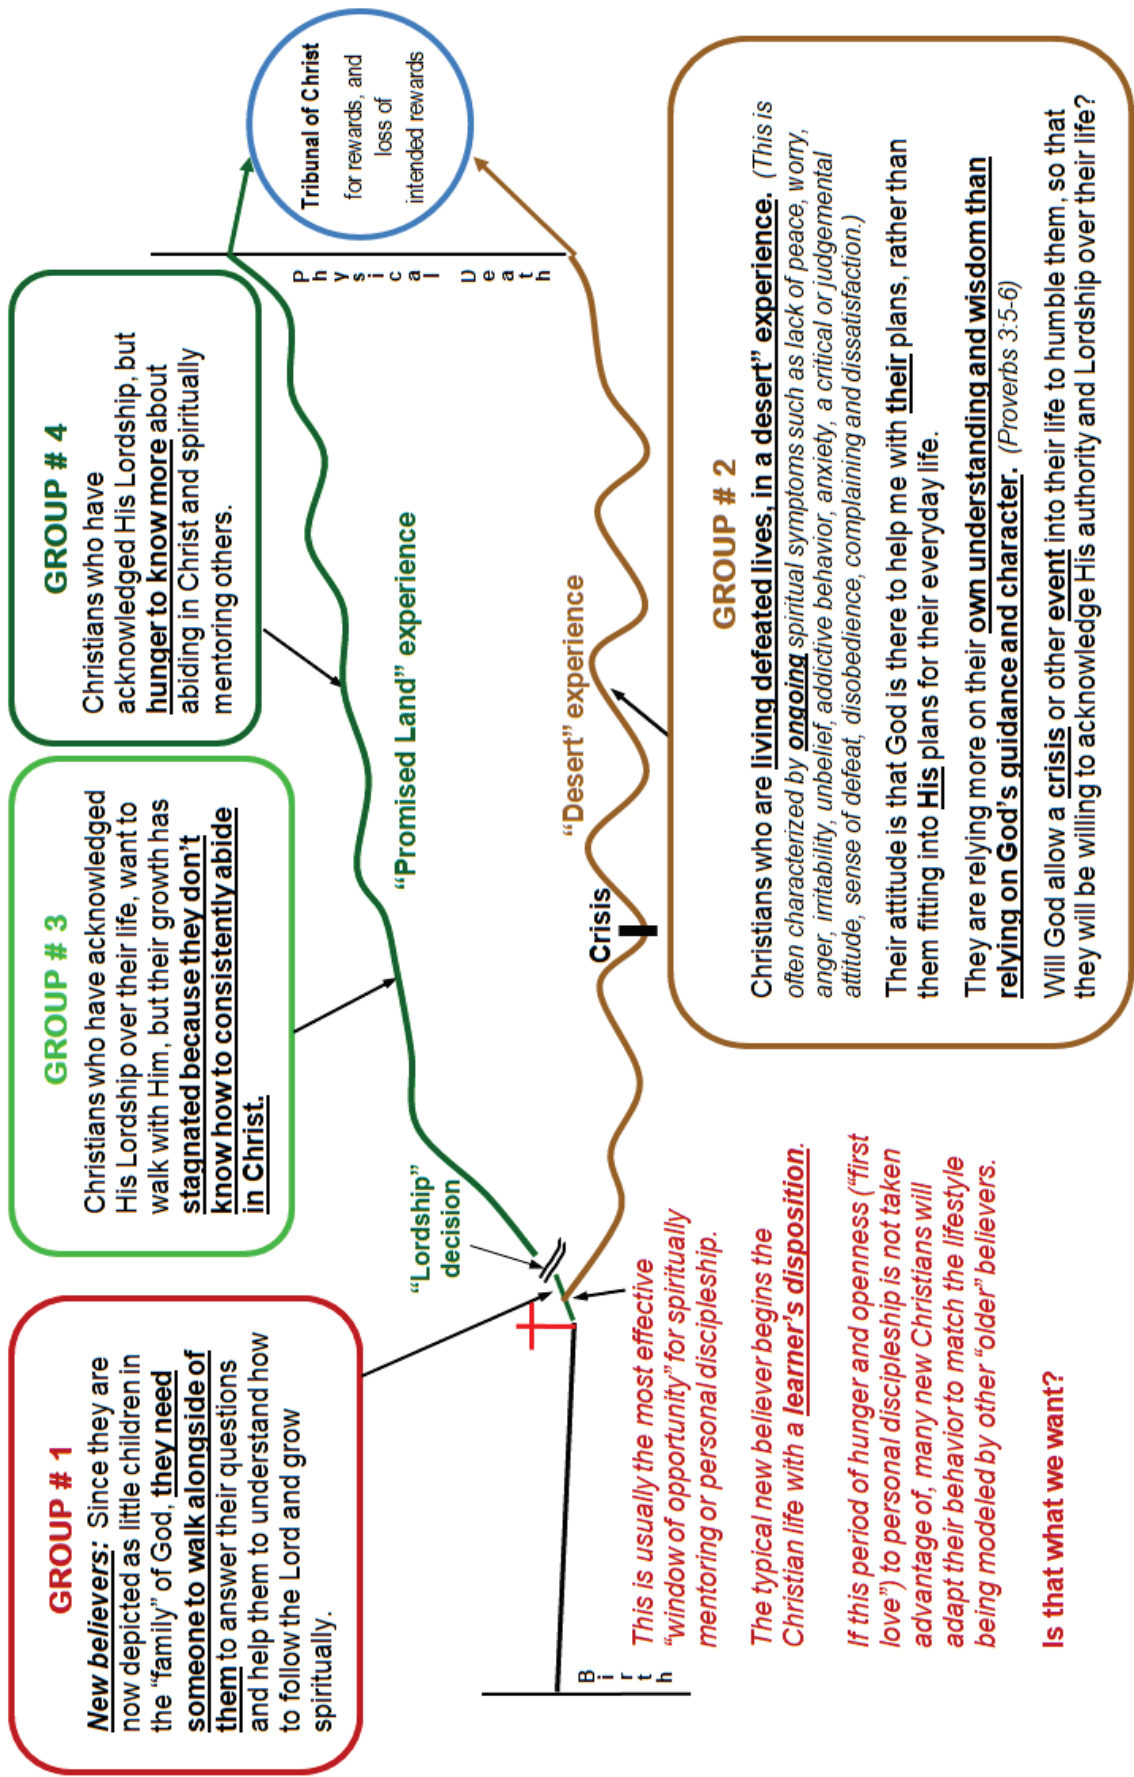 GROUP # 1
New believers: Since they are
now depicted as little children in
the “family” of God, they need
someone to walk alongside of
them to answer their questions
and help them to understand how
to follow the Lord and grow
spiritually.
GROUP # 3
Christians who have acknowledged
His Lordship over their life, want to
walk with Him, but their growth has
stagnated because they don’t
know how to consistently abide
in Christ.
GROUP # 4
Christians who have
acknowledged His Lordship, but
hunger to know more about
abiding in Christ and spiritually
mentoring others.
Tribunal of Christ
for rewards, and
loss of
intended rewards
Physical Death
“Lordship”
decision
“Promised Land” experience
“Desert” experience
Crisis
Birth
This is usually the most effective
“window of opportunity” for spiritually
mentoring or personal discipleship.
The typical new believer begins the
Christian life with a learner’s disposition.
If this period of hunger and openness (“first
love”) to personal discipleship is not taken
advantage of, many new Christians will
adapt their behavior to match the lifestyle
being modeled by other “older” believers.
Is that what we want?
GROUP # 2
Christians who are living defeated lives, in a desert” experience. (This is
often characterized by ongoing spiritual symptoms such as lack of peace, worry,
anger, irritability, unbelief, addictive behavior, anxiety, a critical or judgemental
attitude, sense of defeat, disobedience, complaining and dissatisfaction.)
Their attitude is that God is there to help me with their plans, rather than
them fitting into His plans for their everyday life.
They are relying more on their own understanding and wisdom than
relying on God’s guidance and character. (Proverbs 3:5-6)
Will God allow a crisis or other event into their life to humble them, so that
they will be willing to acknowledge His authority and Lordship over their life?